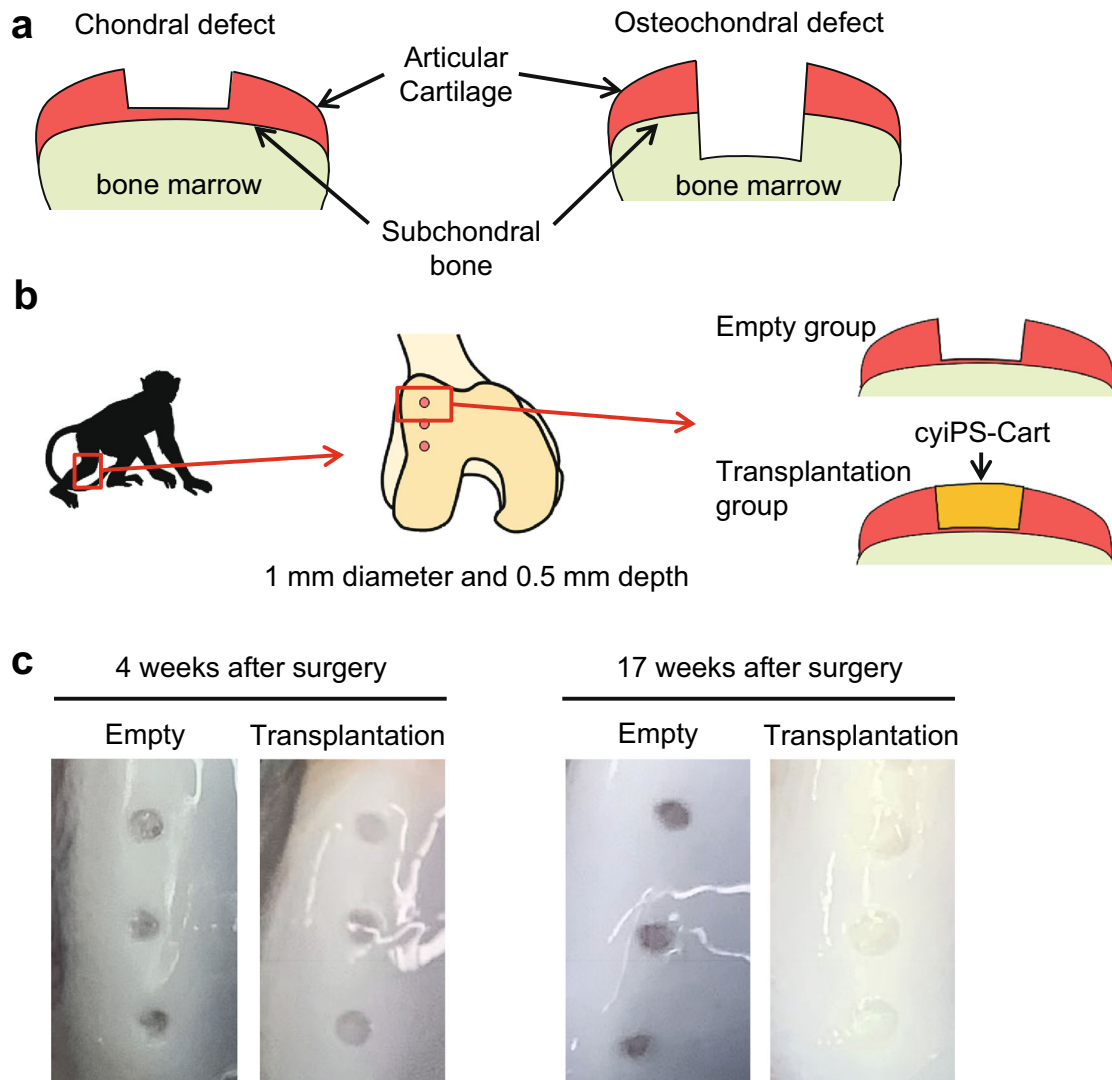 a
Chondral defect
Osteochondral defect
Articular
Cartilage
bone marrow
bone marrow
Subchondral
bone
b
Empty group
cyiPS-Cart
Transplantation
group
1 mm diameter and 0.5 mm depth
c
4 weeks after surgery
17 weeks after surgery
Empty
Transplantation
Empty
Transplantation